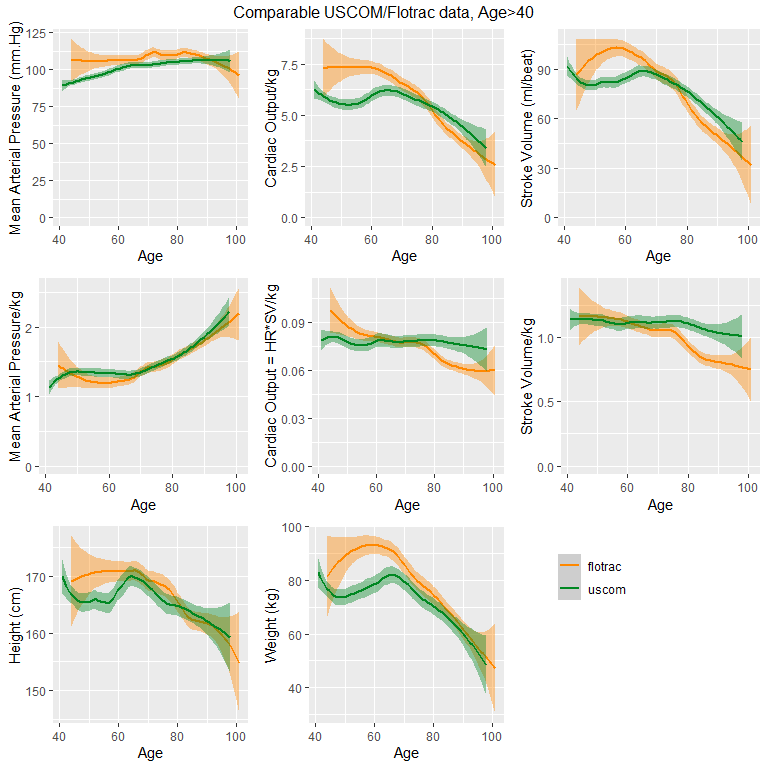 Comparable USCOM/Flotrac data, Age>40
Mean Arterial Pressure (mm.Hg)
125
100
75
50
25
0
40 60 80 100
Age
Cardiac Output/kg
7.5
5.0
2.5
0.0
40 60 80 100
Age
Stroke Volume (ml/beat)
90
60
30
0
40 60 80 100
Age
Mean Arterial Pressure/kg
2
1
0
40 60 80 100
Age
Cardiac Output = HR*SV/kg
0.09
0.06
0.03
0.00
40 60 80 100
Age
Stroke Volume/kg
1.0
0.5
0.0
40 60 80 100
Age
Height (cm)
170
160
150
40 60 80 100
Age
Weight (kg)
100
80
60
40
40 60 80 100
Age
flotrac
uscom